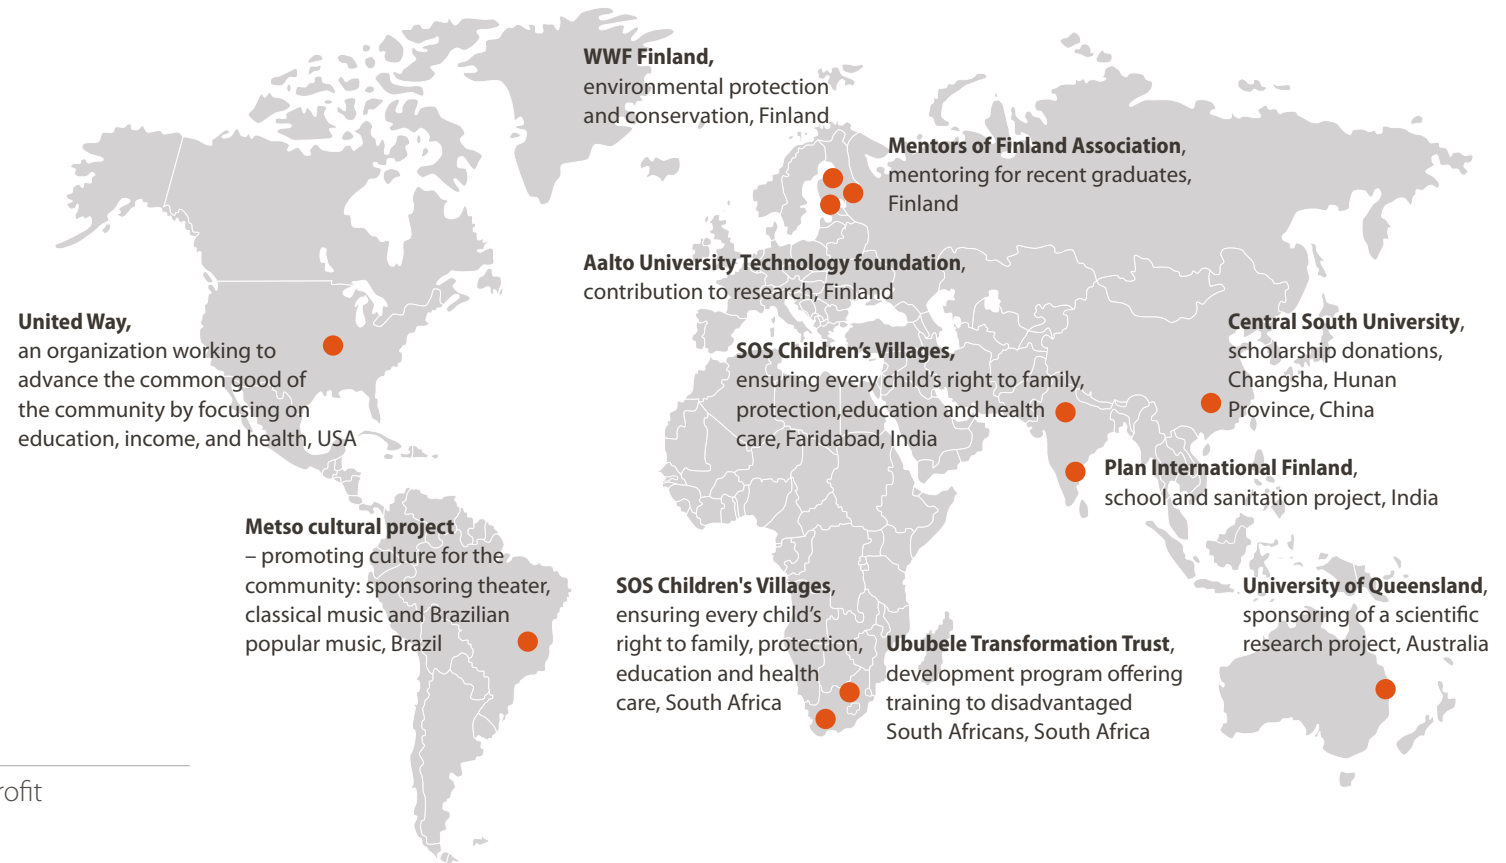 WWF Finland,
environmental protection
and conservation, Finland
Mentors of Finland Association,
mentoring for recent graduates,
Finland
Aalto University Technology foundation,
contribution to research, Finland
United Way,
an organization working to
advance the common good of
the community by focusing on
education, income, and health, USA
SOS Children’s Villages,
ensuring every child’s right to family,
protection,education and health
care, Faridabad, India
Central South University,
scholarship donations,
Changsha, Hunan
Province, China
Plan International Finland,
school and sanitation project, India
Metso cultural project
– promoting culture for the
community: sponsoring theater,
classical music and Brazilian
popular music, Brazil
SOS Children's Villages,
ensuring every child’s
right to family, protection,
education and health
care, South Africa
Ububele Transformation Trust,
development program offering
training to disadvantaged
South Africans, South Africa
University of Queensland,
sponsoring of a scientific
research project, Australia
rofit